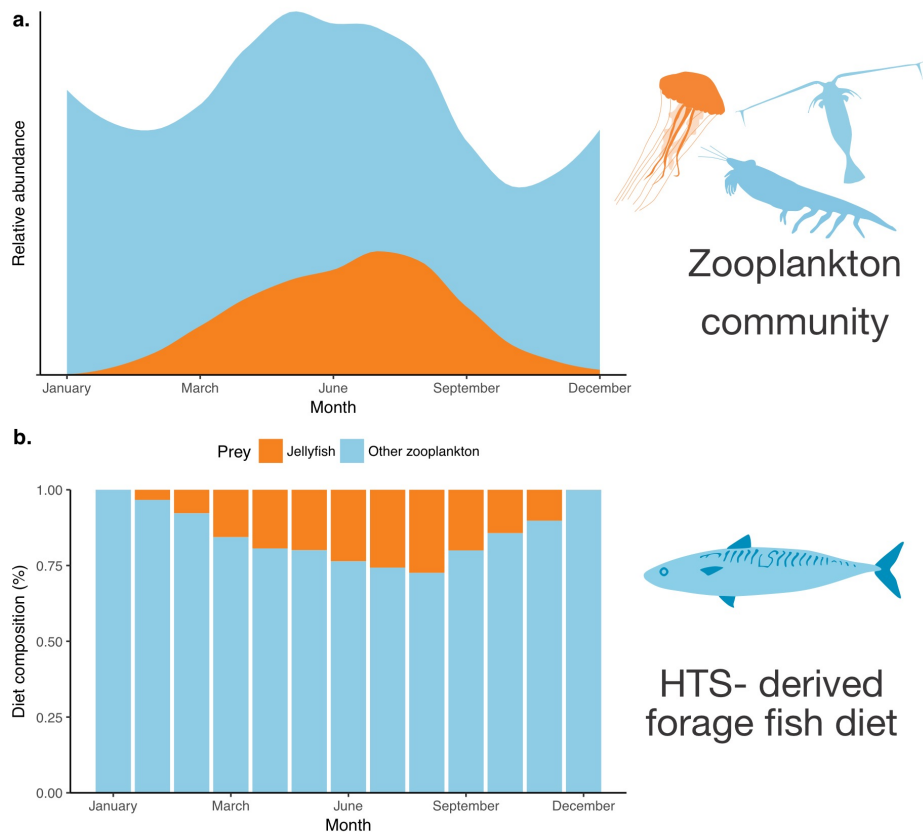 a.
Relative abundance
January March June September December
Month
Zooplankton
community
b.
Prey Jellyfish Other zooplankton
Diet composition (%)
1.00
0.75
0.50
0.25
0.00
January March June September December
Month
HTS- derived
forage fish diet